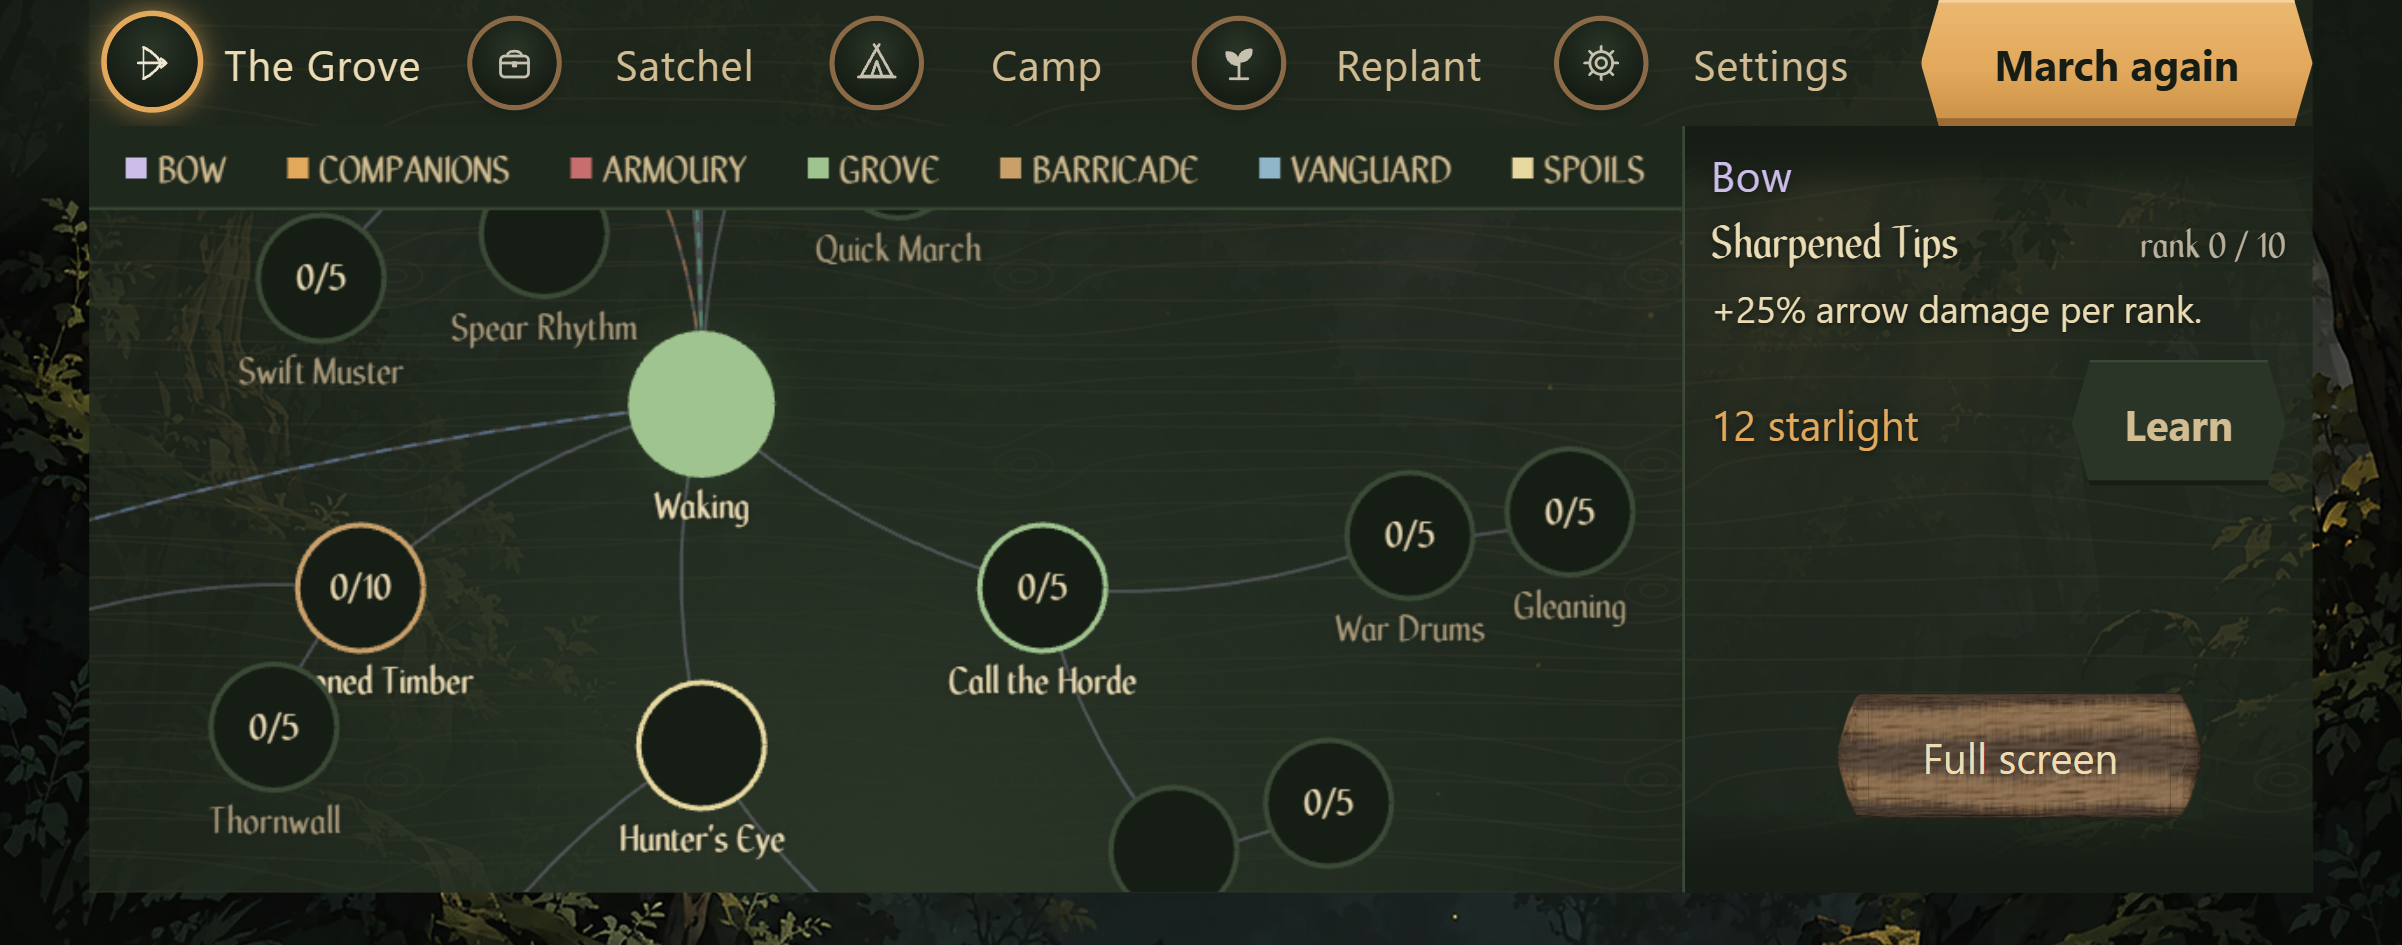 The Grove
Satchel
Camp
Replant
Settings
March again
BOW
COMPANIONS
ARMOURY
GROVE
BARRICADE
VANGUARD
SPOILS
Bow
Sharpened Tips
rank 0 / 10
+25% arrow damage per rank.
12 starlight
Learn
Full screen
Quick March
0/5
Swift Muster
Spear Rhythm
Waking
0/10
ned Timber
0/5
Thornwall
Hunter's Eye
0/5
Call the Horde
0/5
War Drums
0/5
Gleaning
0/5